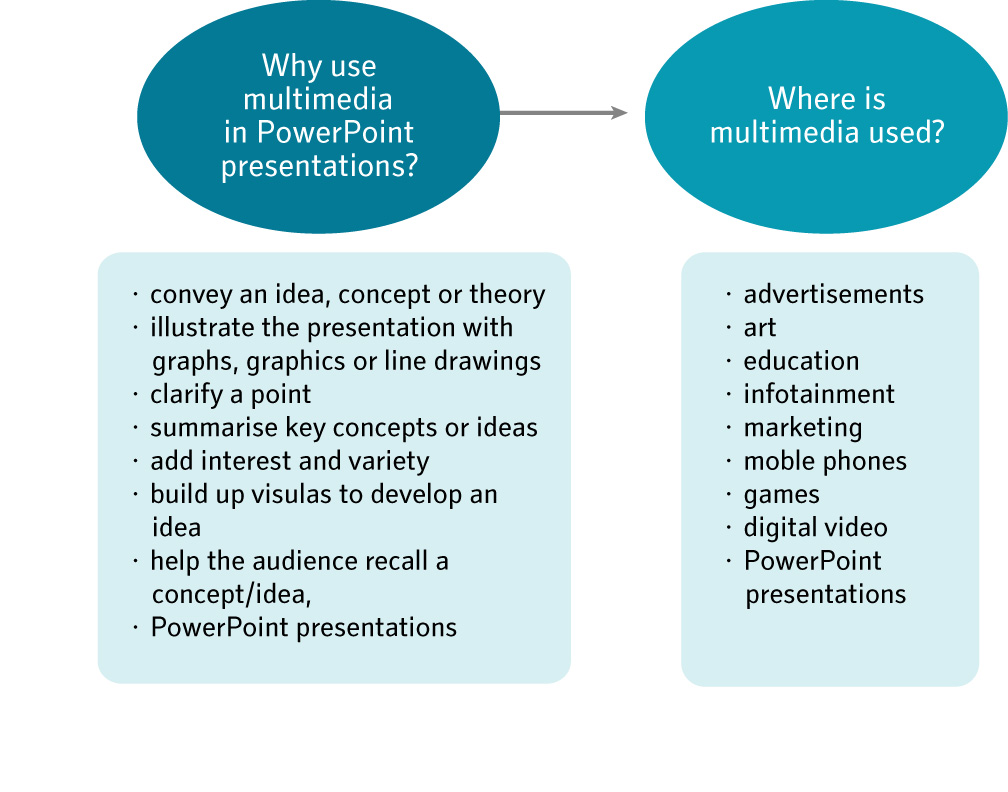 Why use
multimedia
in PowerPoint
presentations?
Where is
multimedia used?
· convey an idea, concept or theory
· illustrate the presentation with
graphs, graphics or line drawings
· clarify a point
· summarise key concepts or ideas
· add interest and variety
· build up visulas to develop an
idea
· help the audience recall a
concept/idea,
· PowerPoint presentations
· advertisements
· art
· education
· infotainment
· marketing
· moble phones
· games
· digital video
· PowerPoint
presentations